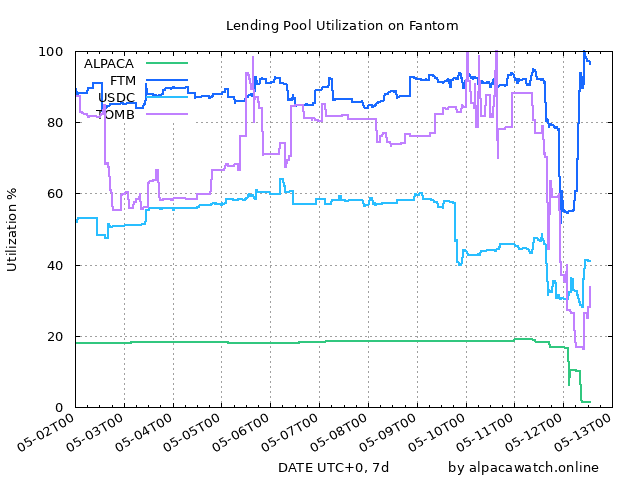 Lending Pool Utilization on Fantom
ALPACA
FTM
USDC
TOMB
Utilization %
100
80
60
40
20
0
05-02T00
05-03T00
05-04T00
05-05T00
05-06T00
05-07T00
05-08T00
05-09T00
05-10T00
05-11T00
05-12T00
05-13T00
DATE UTC+0, 7d
by alpacawatch.online